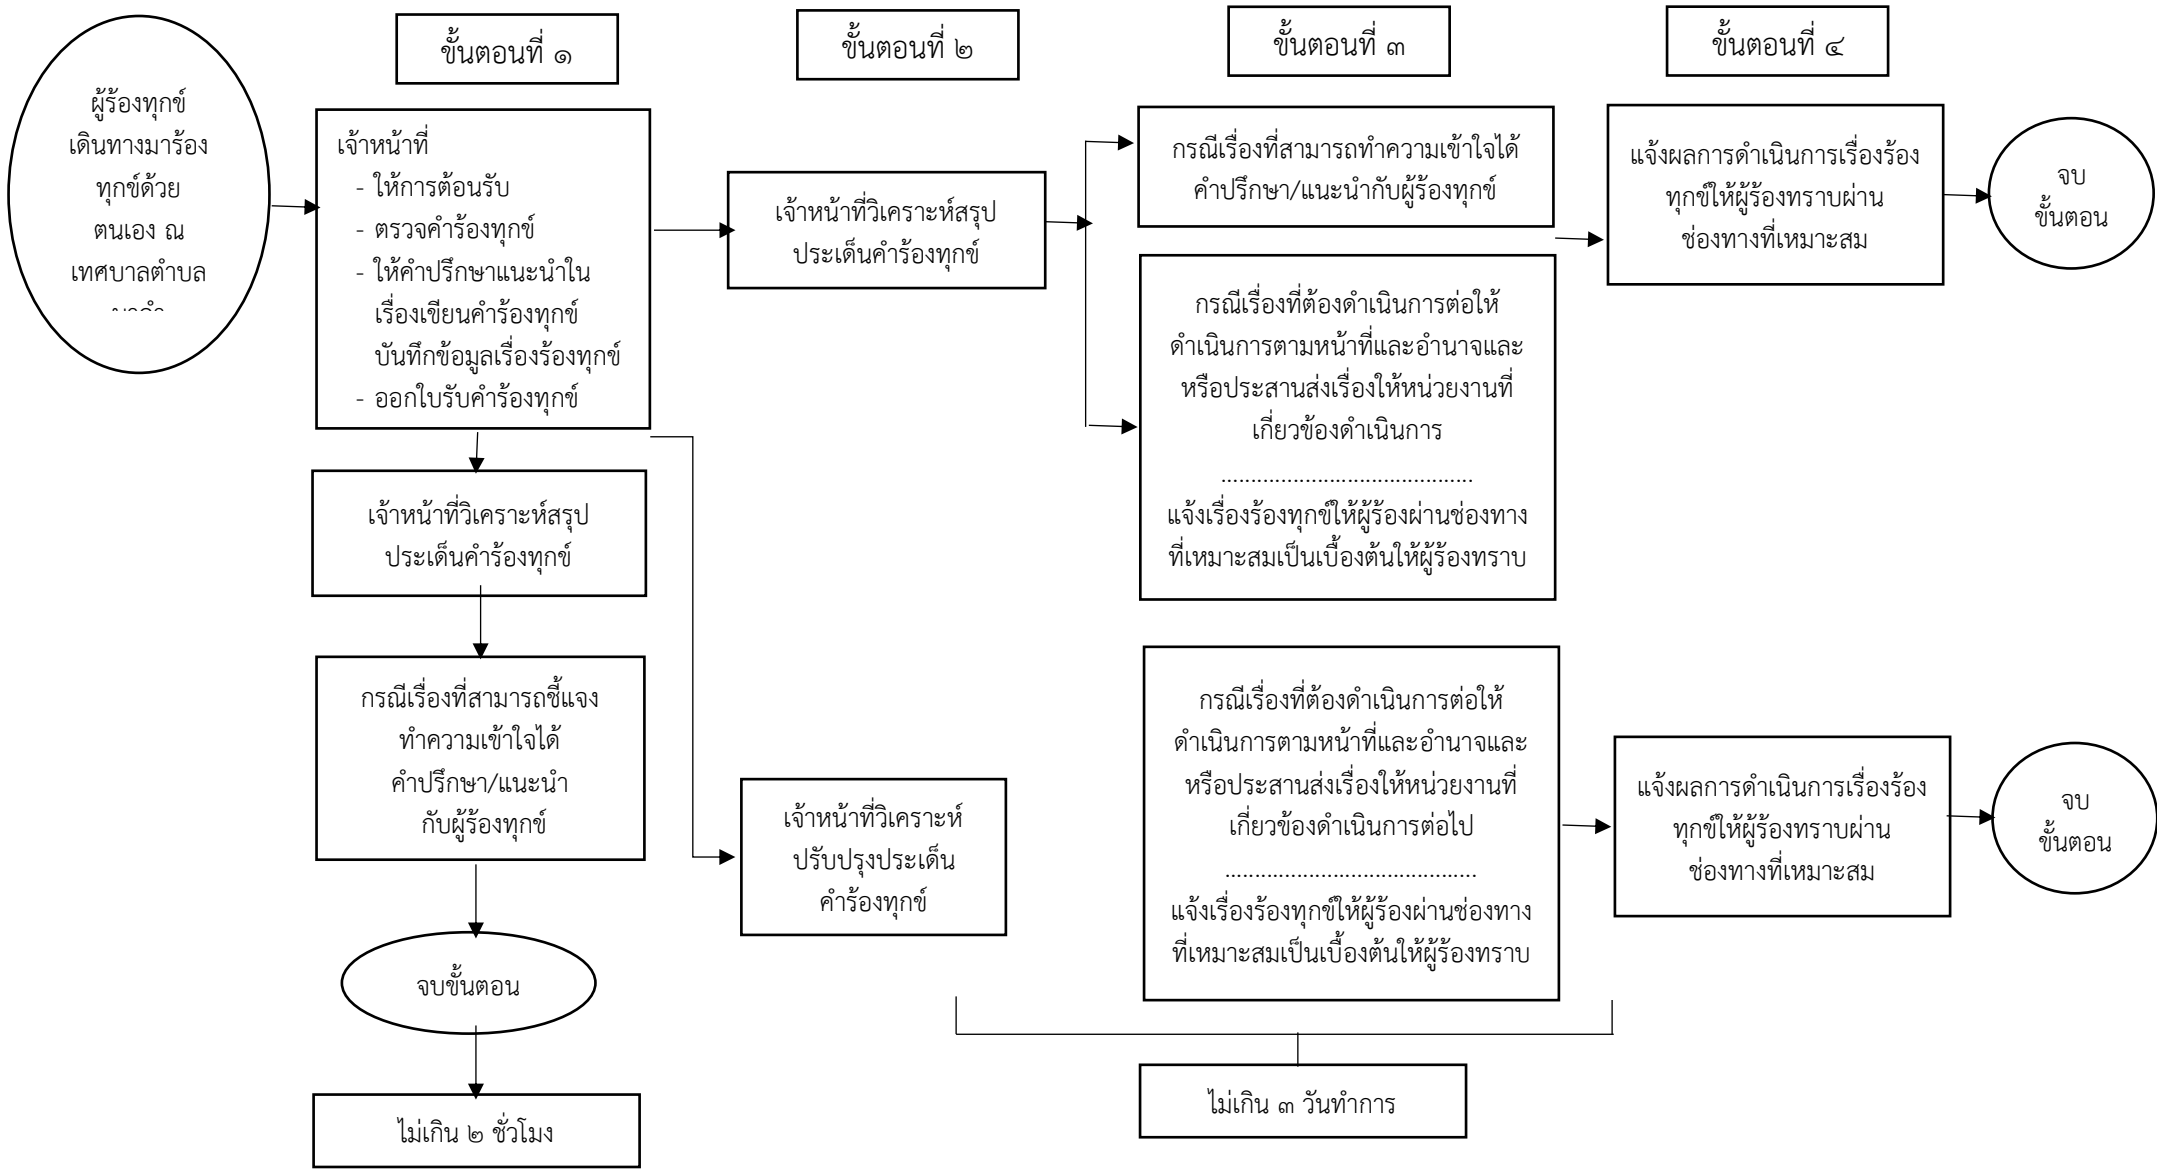 ขั้นตอนที่ ๑
ขั้นตอนที่ ๒
ขั้นตอนที่ ๓
ขั้นตอนที่ ๔
ผู้ร้องทุกข์
เดินทางมาร้อง
ทุกข์ด้วย
ตนเอง ณ
เทศบาลตำบล
เจ้าหน้าที่
- ให้การต้อนรับ
- ตรวจคำร้องทุกข์
- ให้คำปรึกษาแนะนำใน
เรื่องเขียนคำร้องทุกข์
บันทึกข้อมูลเรื่องร้องทุกข์
- ออกใบรับคำร้องทุกข์
เจ้าหน้าที่วิเคราะห์สรุป
ประเด็นคำร้องทุกข์
กรณีเรื่องที่สามารถทำความเข้าใจได้
คำปรึกษา/แนะนำกับผู้ร้องทุกข์
กรณีเรื่องที่ต้องดำเนินการต่อให้
ดำเนินการตามหน้าที่และอำนาจและ
หรือประสานส่งเรื่องให้หน่วยงานที่
เกี่ยวข้องดำเนินการ
..........................................
แจ้งเรื่องร้องทุกข์ให้ผู้ร้องผ่านช่องทาง
ที่เหมาะสมเป็นเบื้องต้นให้ผู้ร้องทราบ
แจ้งผลการดำเนินการเรื่องร้อง
ทุกข์ให้ผู้ร้องทราบผ่าน
ช่องทางที่เหมาะสม
จบ
ขั้นตอน
เจ้าหน้าที่วิเคราะห์สรุป
ประเด็นคำร้องทุกข์
กรณีเรื่องที่สามารถชี้แจง
ทำความเข้าใจได้
คำปรึกษา/แนะนำ
กับผู้ร้องทุกข์
จบขั้นตอน
ไม่เกิน ๒ ชั่วโมง
เจ้าหน้าที่วิเคราะห์
ปรับปรุงประเด็น
คำร้องทุกข์
กรณีเรื่องที่ต้องดำเนินการต่อให้
ดำเนินการตามหน้าที่และอำนาจและ
หรือประสานส่งเรื่องให้หน่วยงานที่
เกี่ยวข้องดำเนินการต่อไป
..........................................
แจ้งเรื่องร้องทุกข์ให้ผู้ร้องผ่านช่องทาง
ที่เหมาะสมเป็นเบื้องต้นให้ผู้ร้องทราบ
แจ้งผลการดำเนินการเรื่องร้อง
ทุกข์ให้ผู้ร้องทราบผ่าน
ช่องทางที่เหมาะสม
จบ
ขั้นตอน
ไม่เกิน ๓ วันทำการ